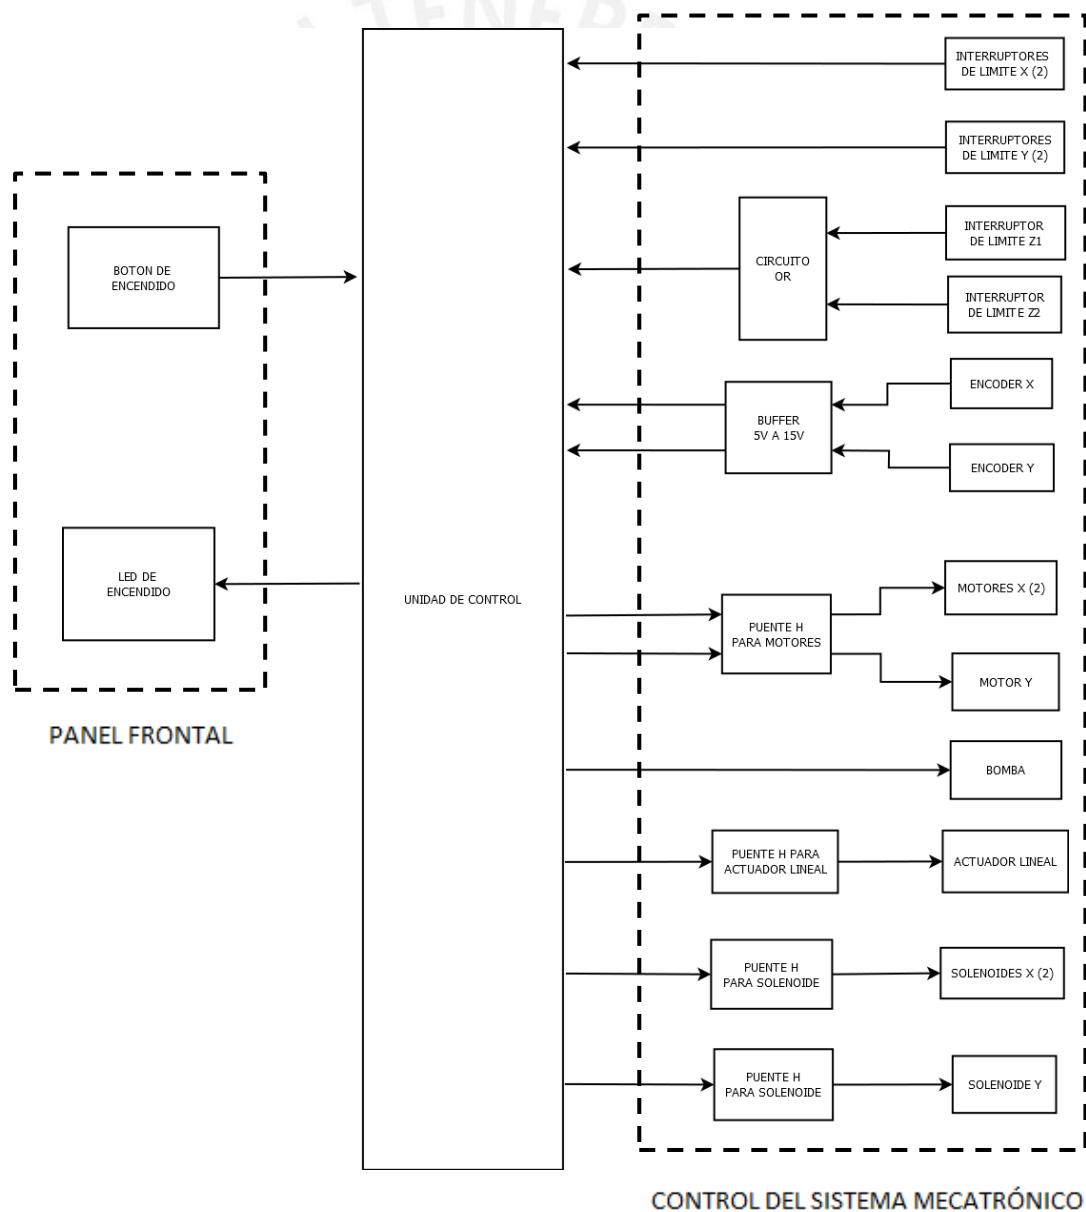 INTERRUPTORES
DE LIMITE X (2)
INTERRUPTORES
DE LIMITE Y (2)
INTERRUPTOR
DE LIMITE Z1
CIRCUITO
OR
INTERRUPTOR
DE LIMITE Z2
BOTON DE
ENCENDIDO
ENCODER X
BUFFER
5V A 15V
ENCODER Y
LED DE
ENCENDIDO
UNIDAD DE CONTROL
MOTORES X (2)
PUENTE H
PARA MOTORES
MOTOR Y
PANEL FRONTAL
BOMBA
PUENTE H PARA
ACTUADOR LINEAL
ACTUADOR LINEAL
PUENTE H
PARA SOLENOIDE
SOLENOIDES X (2)
PUENTE H
PARA SOLENOIDE
SOLENOIDE Y
CONTROL DEL SISTEMA MECATRÓNICO